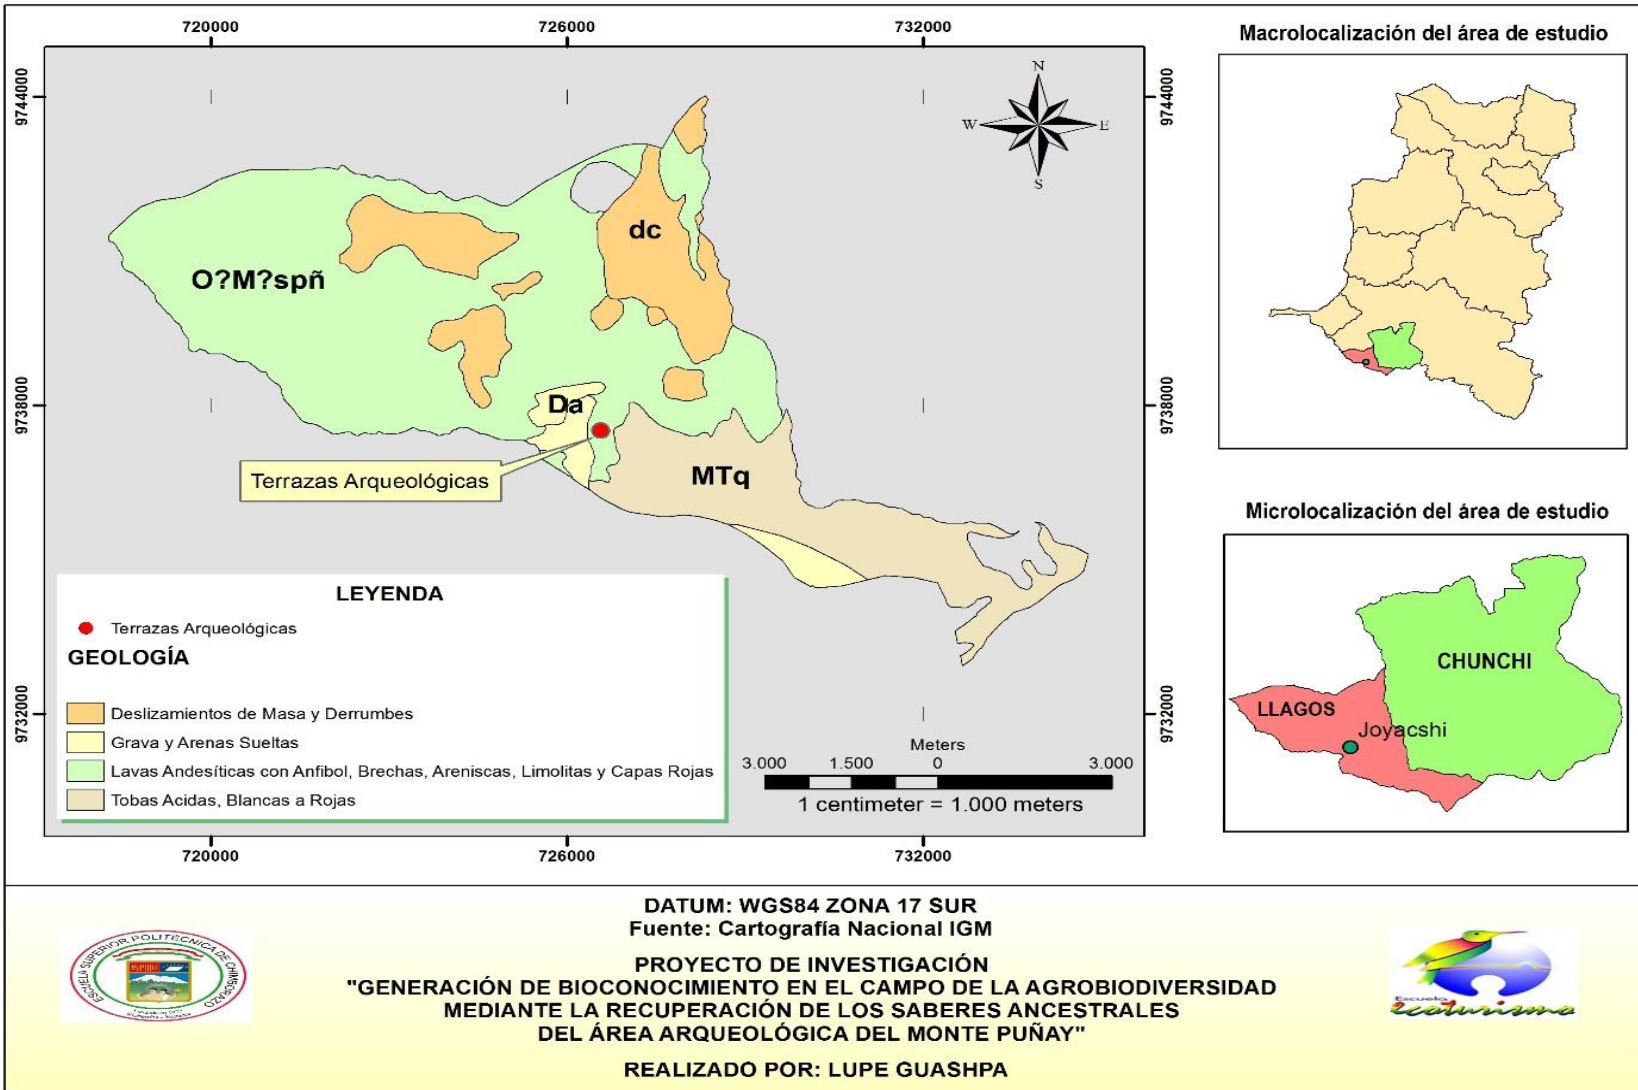 720000
726000
732000
9744000
9744000
N
W
E
S
dc
O?M?spñ
9738000
9738000
Da
Terrazas Arqueológicas
MTq
9732000
9732000
LEYENDA
Terrazas Arqueológicas
GEOLOGÍA
Deslizamientos de Masa y Derrumbes
Grava y Arenas Sueltas
Lavas Andesíticas con Anfibol, Brechas, Areniscas, Limolitas y Capas Rojas
Tobas Acidas, Blancas a Rojas
Meters
3.000 1.500 0 3.000
1 centimeter = 1.000 meters
720000
726000
732000
Macrolocalización del área de estudio
Microlocalización del área de estudio
CHUNCHI
LLAGOS
Joyacshi
DATUM: WGS84 ZONA 17 SUR
Fuente: Cartografía Nacional IGM
PROYECTO DE INVESTIGACIÓN
"GENERACIÓN DE BIOCONOCIMIENTO EN EL CAMPO DE LA AGROBIODIVERSIDAD
MEDIANTE LA RECUPERACIÓN DE LOS SABERES ANCESTRALES
DEL ÁREA ARQUEOLÓGICA DEL MONTE PUÑAY"
REALIZADO POR: LUPE GUASHPA
ESCUELA SUPERIOR POLITECNICA DE CHIMBORAZO
Escuela
ecoturismo